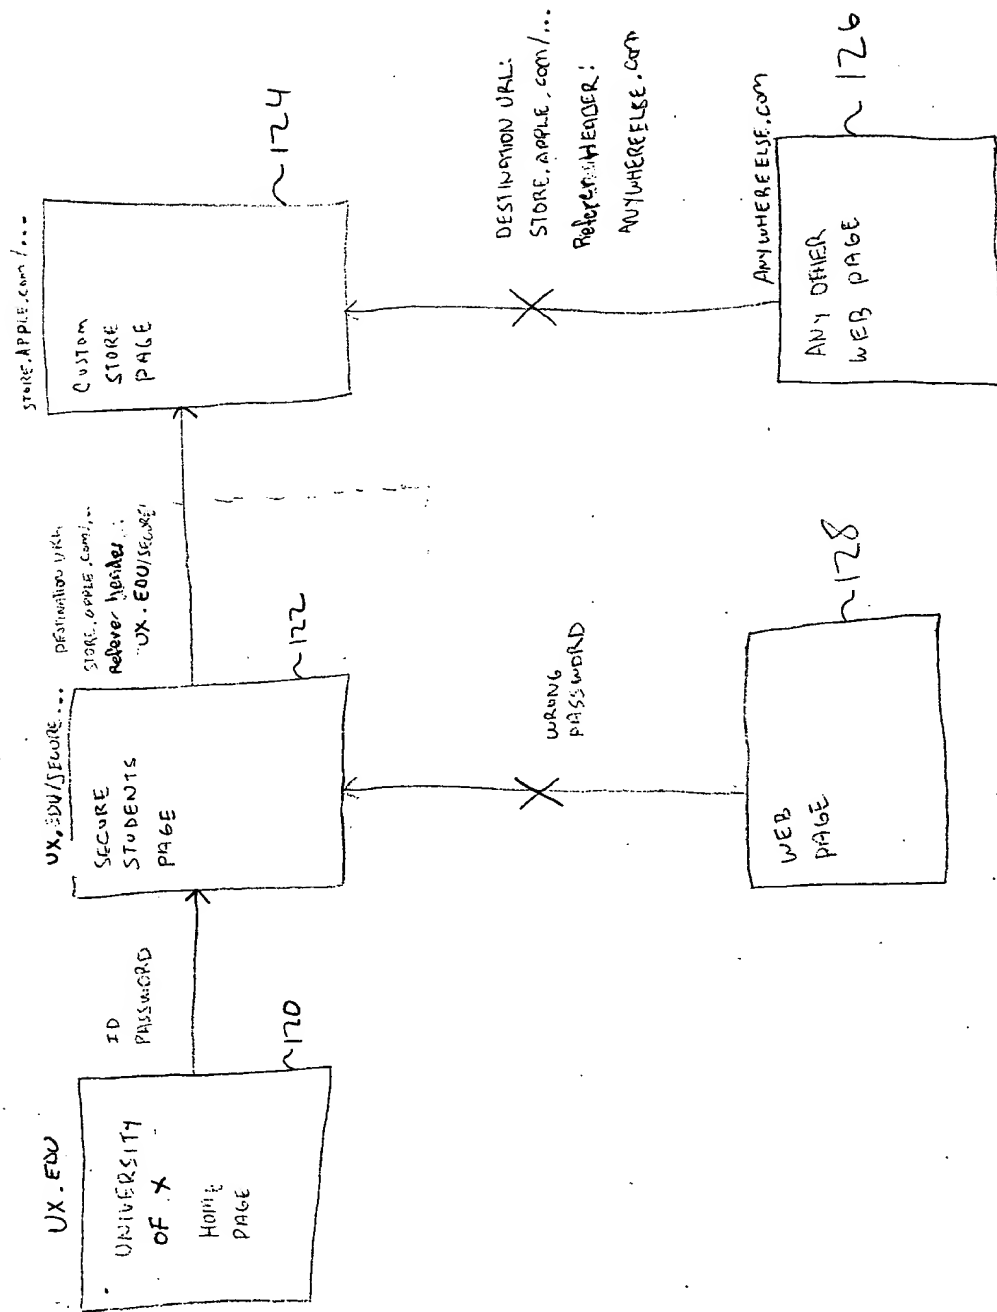 UX.EDU
UNIVERSITY
OF X
HOME
PAGE
120
ID
PASSWORD
UX.EDU/SECURE...
SECURE
STUDENTS
PAGE
122
DESTINATION URL
STORE.APPLE.com/...
Referer header:
UX.EDU/SECURE
STORE.APPLE.com/...
CUSTOM
STORE
PAGE
124
WRONG
PASSWORD
WEB
PAGE
128
DESTINATION URL:
STORE.APPLE.com/...
HEADER:
ANYWHEREELSE.com
ANYWHEREELSE.com
ANY OTHER
WEB PAGE
126